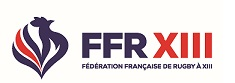 FFR XIII
FÉDÉRATION FRANÇAISE DE RUGBY À XIII